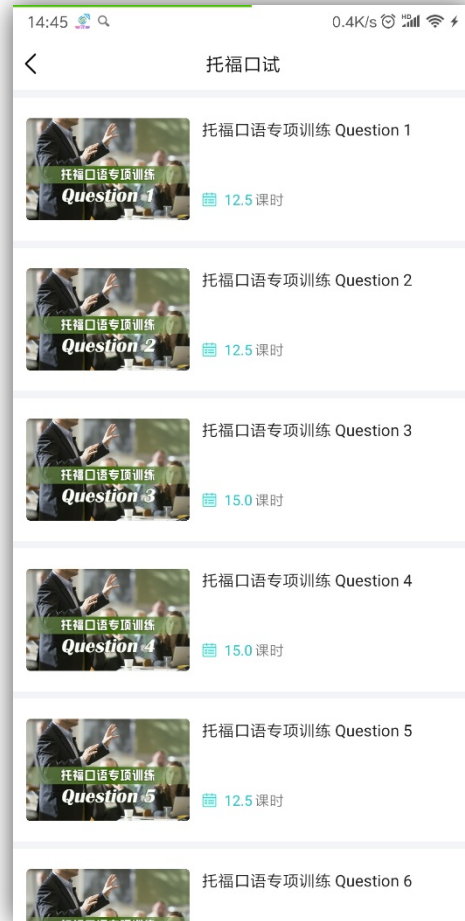 14:45
0.4K/s
托福口试
托福口语专项训练 Question 1
托福口语专项训练
Question 1
12.5课时
托福口语专项训练 Question 2
托福口语专项训练
Question 2
12.5课时
托福口语专项训练 Question 3
托福口语专项训练
Question 3
15.0课时
托福口语专项训练 Question 4
托福口语专项训练
Question 4
15.0课时
托福口语专项训练 Question 5
托福口语专项训练
Question 5
12.5课时
托福口语专项训练 Question 6